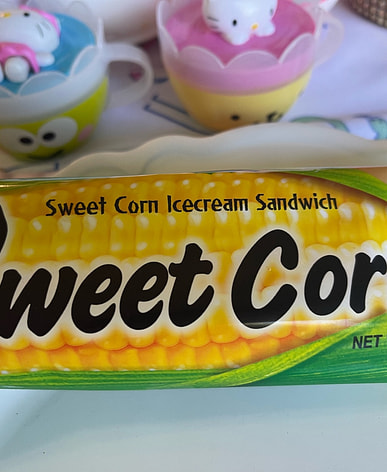 Sweet Corn Icecream Sandwich
weet Cor
NET